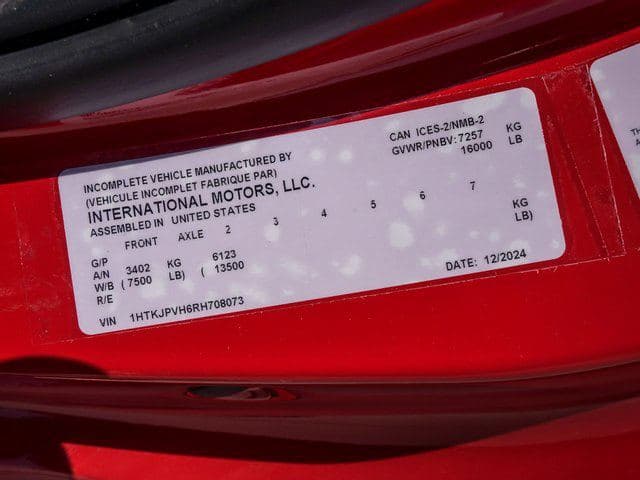 INCOMPLETE VEHICLE MANUFACTURED BY
(VEHICULE INCOMPLET FABRIQUE PAR)
INTERNATIONAL MOTORS, LLC.
ASSEMBLED IN UNITED STATES
CAN ICES-2/NMB-2
GVWR/PNBV: 7257 KG
16000 LB
FRONT AXLE 2 3 4 5 6 7
G/P
A/N 3402 KG 6123 KG
W/B ( 7500 LB) ( 13500 LB)
R/E
DATE: 12/2024
VIN 1HTKJPVH6RH708073
TH
A